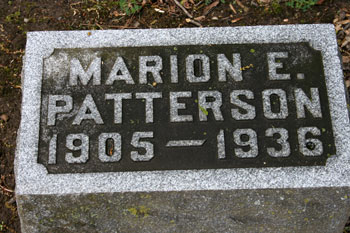 MARION E.
PATTERSON
1905 — 1936